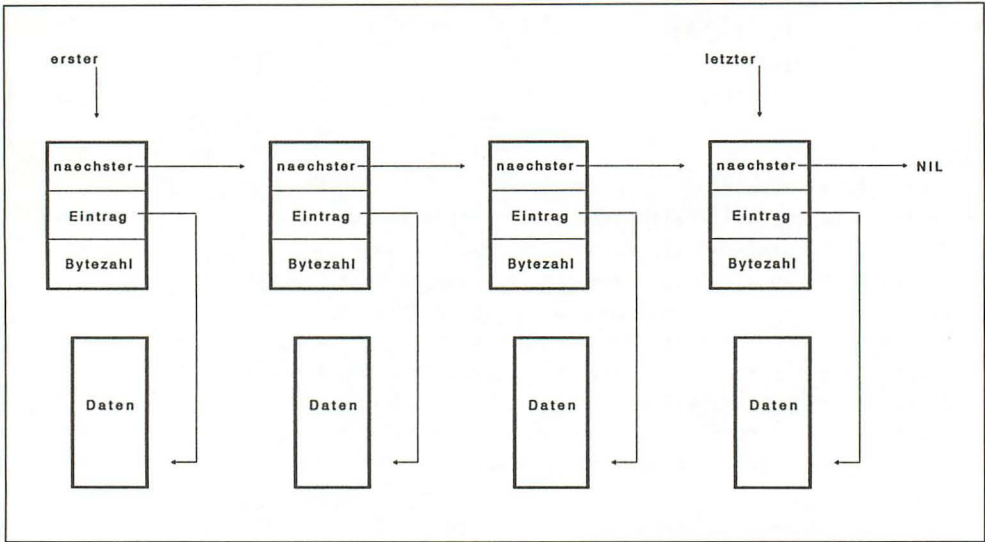 erster letzter
naechster naechster naechster naechster NIL
Eintrag Eintrag Eintrag Eintrag
Bytezahl Bytezahl Bytezahl Bytezahl
Daten Daten Daten Daten